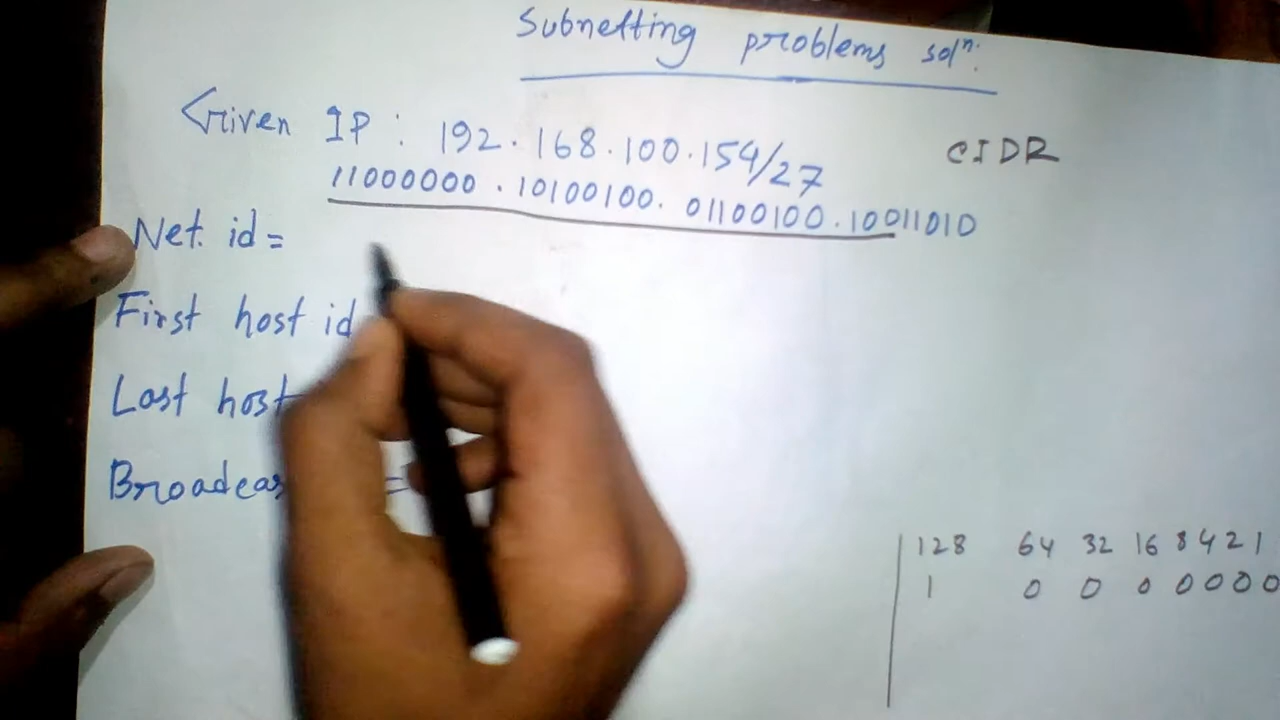 Subnetting problems solⁿ:
Given IP : 192.168.100.154/27
CIDR
11000000.10100100.01100100.10011010
Net. id =
First host id
Last host
Broadcas =
128 64 32 16 8 4 2 1
1 0 0 0 0 0 0 0